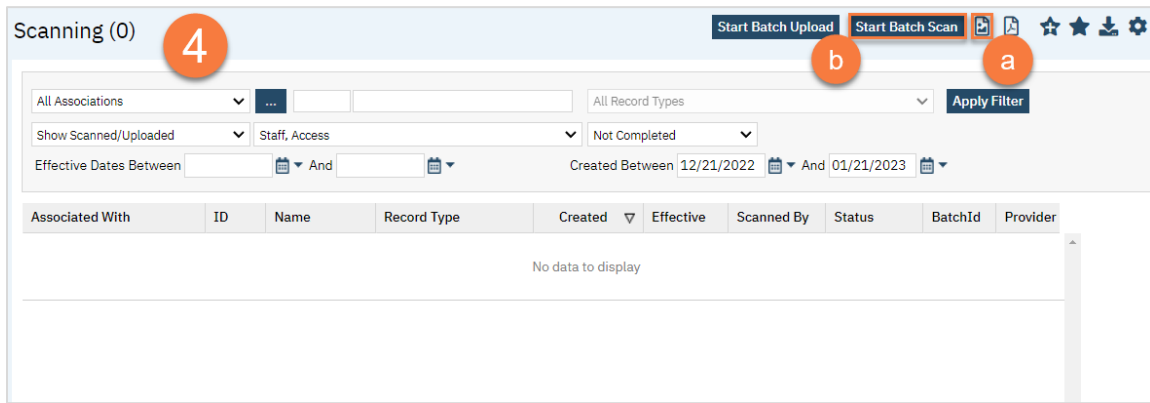 Scanning (0)
4
Start Batch Upload
Start Batch Scan
b
a
All Associations
...
All Record Types
Apply Filter
Show Scanned/Uploaded
Staff, Access
Not Completed
Effective Dates Between
And
Created Between 12/21/2022 And 01/21/2023
Associated With ID Name Record Type Created Effective Scanned By Status BatchId Provider
No data to display